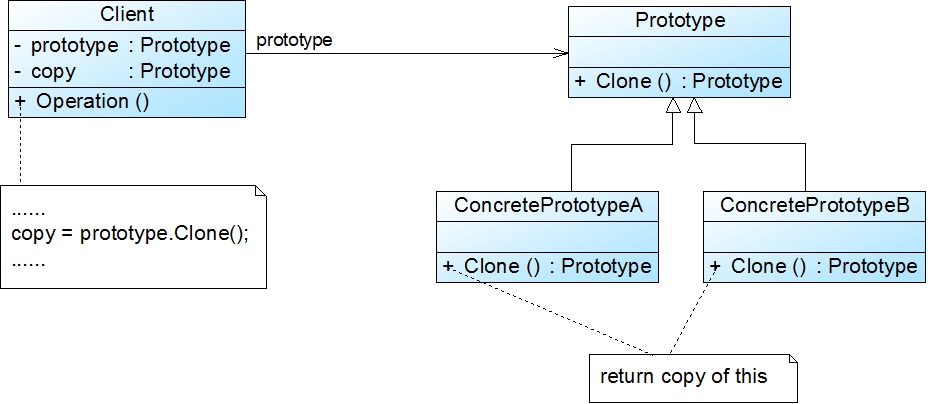 Client
- prototype : Prototype
- copy : Prototype
+ Operation ()
prototype
Prototype
+ Clone () : Prototype
......
copy = prototype.Clone();
......
ConcretePrototypeA
+ Clone () : Prototype
ConcretePrototypeB
+ Clone () : Prototype
return copy of this